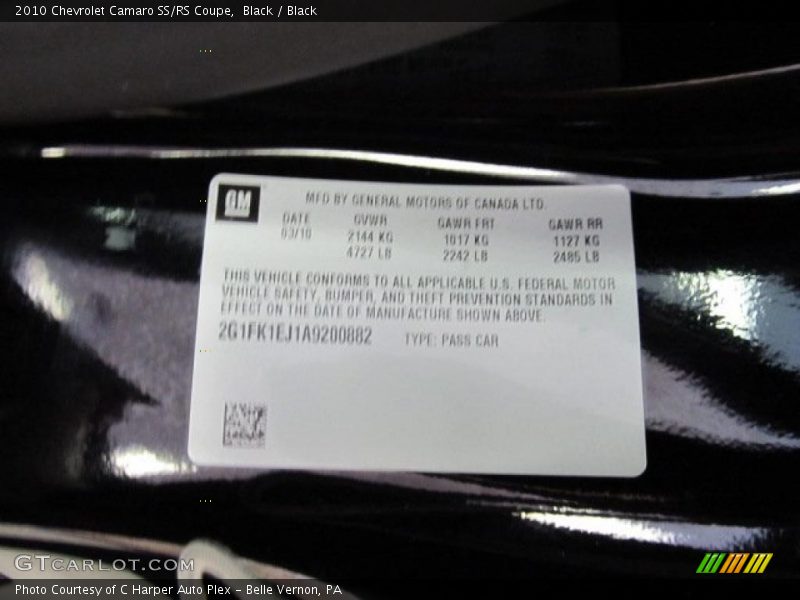 2010 Chevrolet Camaro SS/RS Coupe,  Black / Black
GM
MFD BY GENERAL MOTORS OF CANADA LTD.
DATE GVWR GAWR FRT GAWR RR
03/10 2144 KG 1017 KG 1127 KG
4727 LB 2242 LB 2485 LB
THIS VEHICLE CONFORMS TO ALL APPLICABLE U.S. FEDERAL MOTOR
VEHICLE SAFETY, BUMPER, AND THEFT PREVENTION STANDARDS IN
EFFECT ON THE DATE OF MANUFACTURE SHOWN ABOVE.
2G1FK1EJ1A9200882 TYPE: PASS CAR
GTCARLOT.COM
Photo Courtesy of C Harper Auto Plex - Belle Vernon, PA